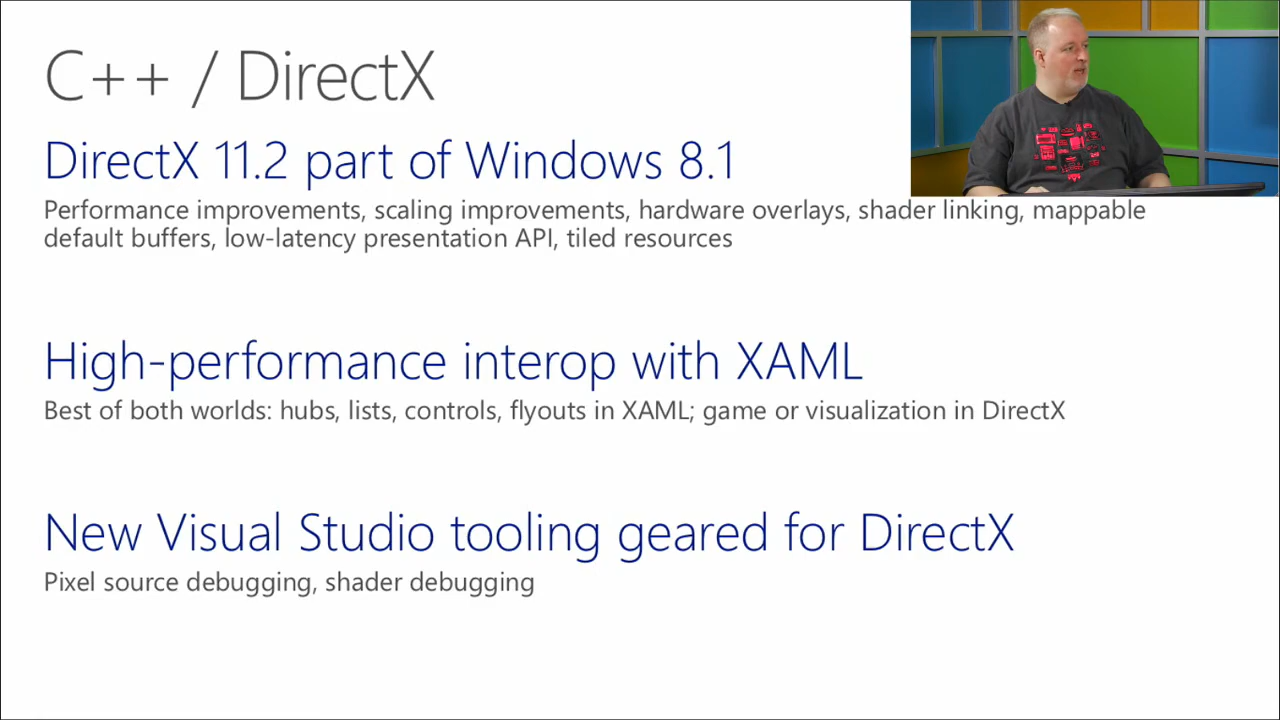 C++ / DirectX
DirectX 11.2 part of Windows 8.1
Performance improvements, scaling improvements, hardware overlays, shader linking, mappable
default buffers, low-latency presentation API, tiled resources
High-performance interop with XAML
Best of both worlds: hubs, lists, controls, flyouts in XAML; game or visualization in DirectX
New Visual Studio tooling geared for DirectX
Pixel source debugging, shader debugging